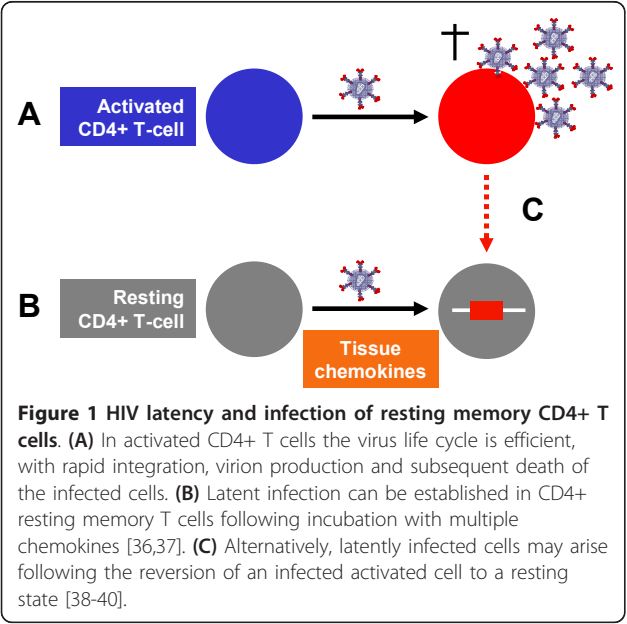 A
Activated
CD4+ T-cell
C
B
Resting
CD4+ T-cell
Tissue
chemokines
Figure 1 HIV latency and infection of resting memory CD4+ T
cells. (A) In activated CD4+ T cells the virus life cycle is efficient,
with rapid integration, virion production and subsequent death of
the infected cells. (B) Latent infection can be established in CD4+
resting memory T cells following incubation with multiple
chemokines [36,37]. (C) Alternatively, latently infected cells may arise
following the reversion of an infected activated cell to a resting
state [38-40].